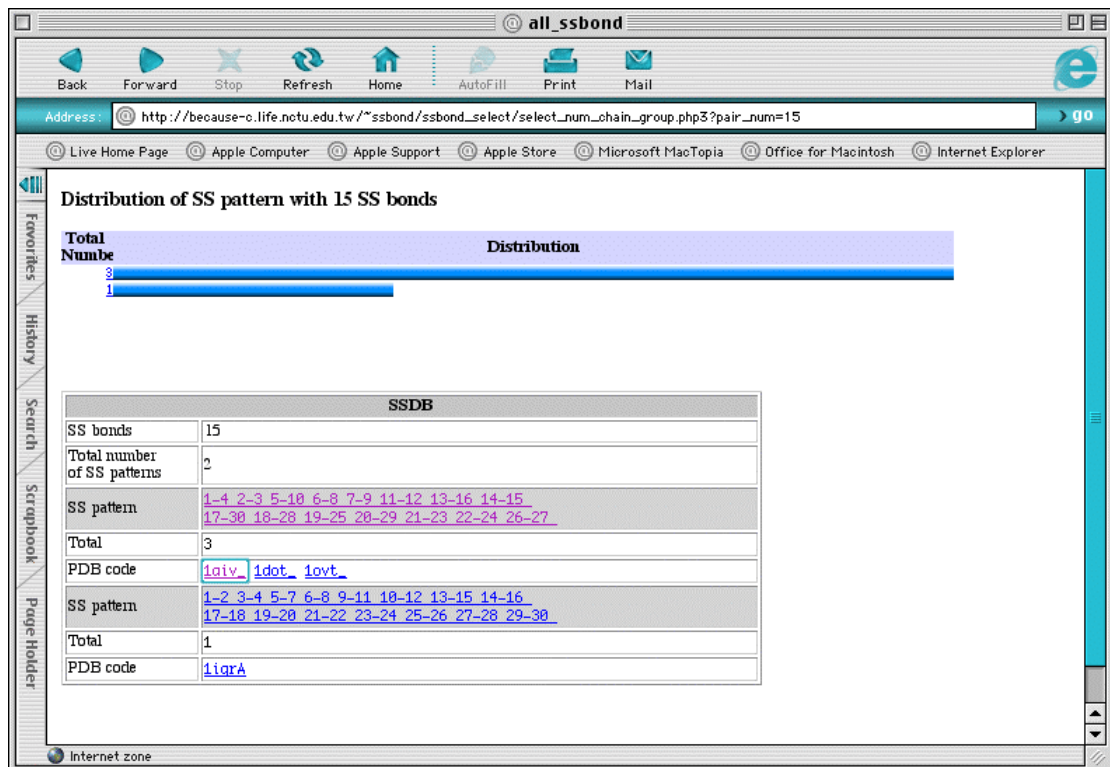 all_ssbond
Back Forward Stop Refresh Home AutoFill Print Mail
Address: http://because-c.life.nctu.edu.tw/~ssbond/ssbond_select/select_num_chain_group.php3?pair_num=15 go
Live Home Page Apple Computer Apple Support Apple Store Microsoft MacTopia Office for Macintosh Internet Explorer
Favorites
History
Search
Scrapbook
Page Holder
Distribution of SS pattern with 15 SS bonds
Total
Numbe Distribution
3
1
SSDB
SS bonds 15
Total number
of SS patterns 2
SS pattern 1-4 2-3 5-10 6-8 7-9 11-12 13-16 14-15
17-30 18-28 19-25 20-29 21-23 22-24 26-27
Total 3
PDB code 1aiv_ 1dot_ 1ovt_
SS pattern 1-2 3-4 5-7 6-8 9-11 10-12 13-15 14-16
17-18 19-20 21-22 23-24 25-26 27-28 29-30
Total 1
PDB code 1igrA
Internet zone